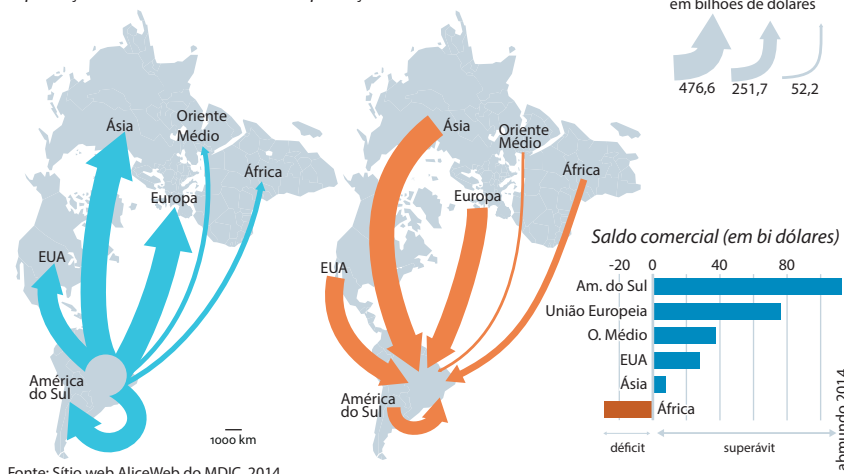 em bilhões de dólares
476,6 251,7 52,2
Ásia
Oriente
Médio
África
Europa
EUA
América
do Sul
1000 km
Ásia
Oriente
Médio
África
Europa
EUA
América
do Sul
Saldo comercial (em bi dólares)
-20 0 40 80
Am. do Sul
União Europeia
O. Médio
EUA
Ásia
África
déficit superávit
abmundo 2014
Fonte: Sítio web AliceWeb do MDIC, 2014